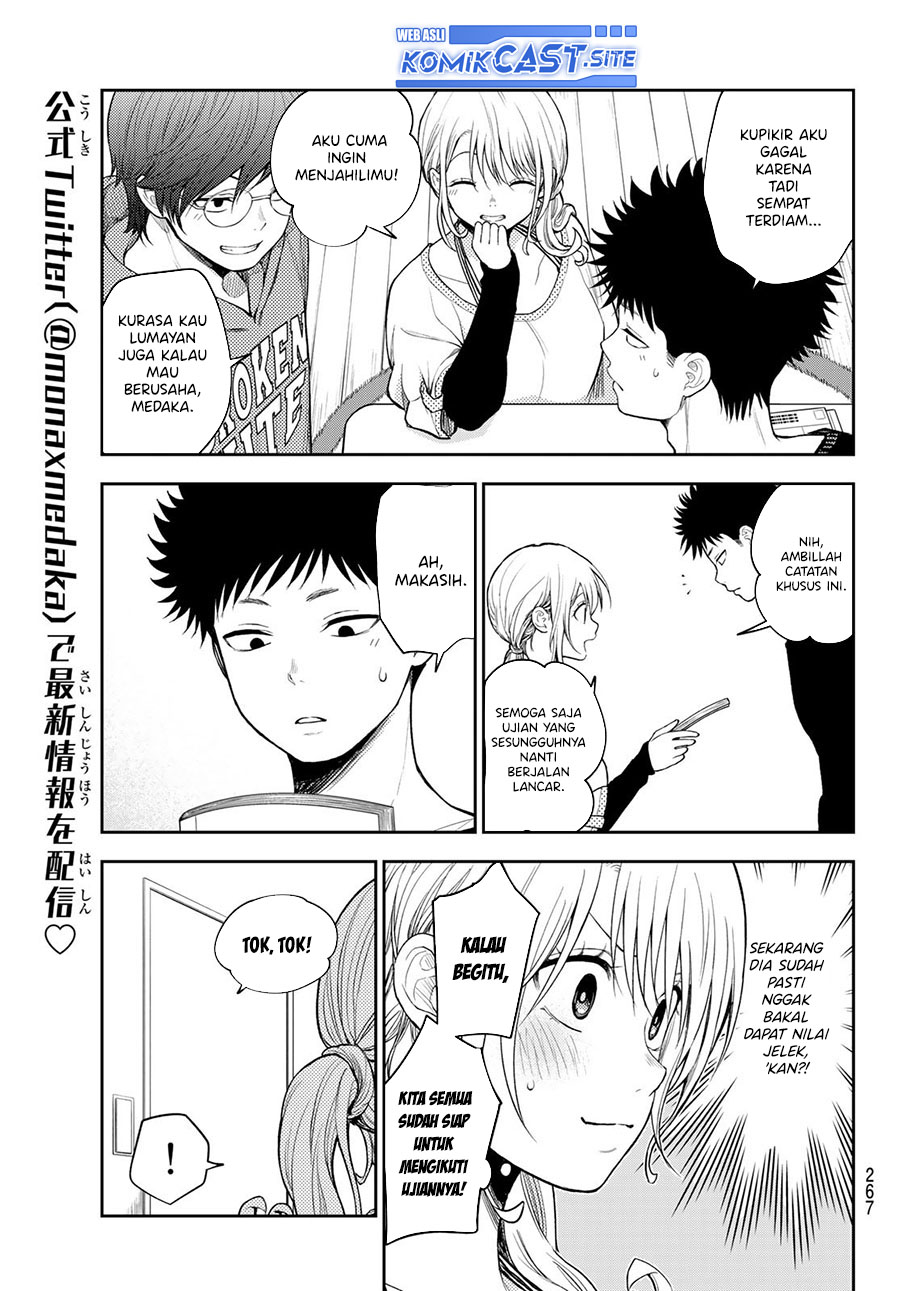 WEB ASLI
KOMIKCAST.SITE
KUPIKIR AKU
GAGAL
KARENA
TADI
SEMPAT
TERDIAM...
AKU CUMA
INGIN
MENJAHILIMU!
KURASA KAU
LUMAYAN
JUGA KALAU
MAU
BERUSAHA,
MEDAKA.
ROKEN
ITE
NIH,
AMBILLAH
CATATAN
KHUSUS INI.
SEMOGA SAJA
UJIAN YANG
SESUNGGUHNYA
NANTI
BERJALAN
LANCAR.
AH,
MAKASIH.
SEKARANG
DIA SUDAH
PASTI
NGGAK
BAKAL
DAPAT NILAI
JELEK,
'KAN?!
KALAU
BEGITU,
KITA SEMUA
SUDAH SIAP
UNTUK
MENGIKUTI
UJIANNYA!
TOK, TOK!
!
公式Twitter(@monaxmedaka)で最新情報を配信♡
こうしき
さいしんじょうほう
はいしん
267